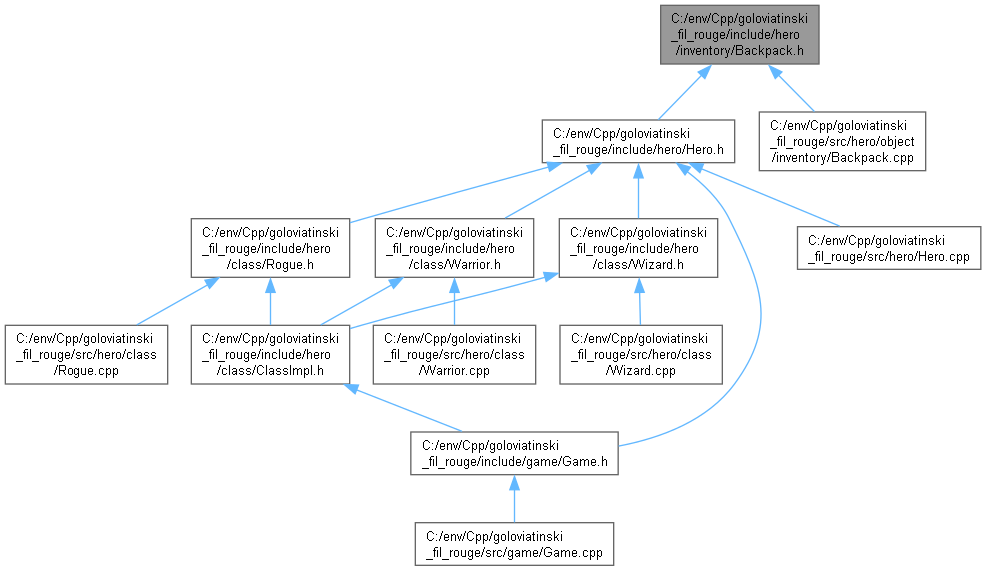 C:/env/Cpp/goloviatinski
_fil_rouge/include/hero
/inventory/Backpack.h
C:/env/Cpp/goloviatinski
_fil_rouge/include/hero/Hero.h
C:/env/Cpp/goloviatinski
_fil_rouge/src/hero/object
/inventory/Backpack.cpp
C:/env/Cpp/goloviatinski
_fil_rouge/include/hero
/class/Rogue.h
C:/env/Cpp/goloviatinski
_fil_rouge/include/hero
/class/Warrior.h
C:/env/Cpp/goloviatinski
_fil_rouge/include/hero
/class/Wizard.h
C:/env/Cpp/goloviatinski
_fil_rouge/src/hero/Hero.cpp
C:/env/Cpp/goloviatinski
_fil_rouge/src/hero/class
/Rogue.cpp
C:/env/Cpp/goloviatinski
_fil_rouge/include/hero
/class/ClassImpl.h
C:/env/Cpp/goloviatinski
_fil_rouge/src/hero/class
/Warrior.cpp
C:/env/Cpp/goloviatinski
_fil_rouge/src/hero/class
/Wizard.cpp
C:/env/Cpp/goloviatinski
_fil_rouge/include/game/Game.h
C:/env/Cpp/goloviatinski
_fil_rouge/src/game/Game.cpp